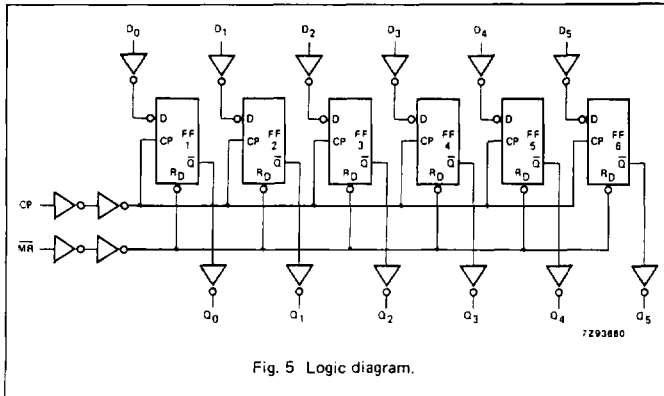 D0 D1 D2 D3 D4 D5
D CP FF 1 Q̅ RD
D CP FF 2 Q̅ RD
D CP FF 3 Q̅ RD
D CP FF 4 Q̅ RD
D CP FF 5 Q̅ RD
D CP FF 6 Q̅ RD
CP
M̅R̅
Q0 Q1 Q2 Q3 Q4 Q5
7Z93660
Fig. 5 Logic diagram.